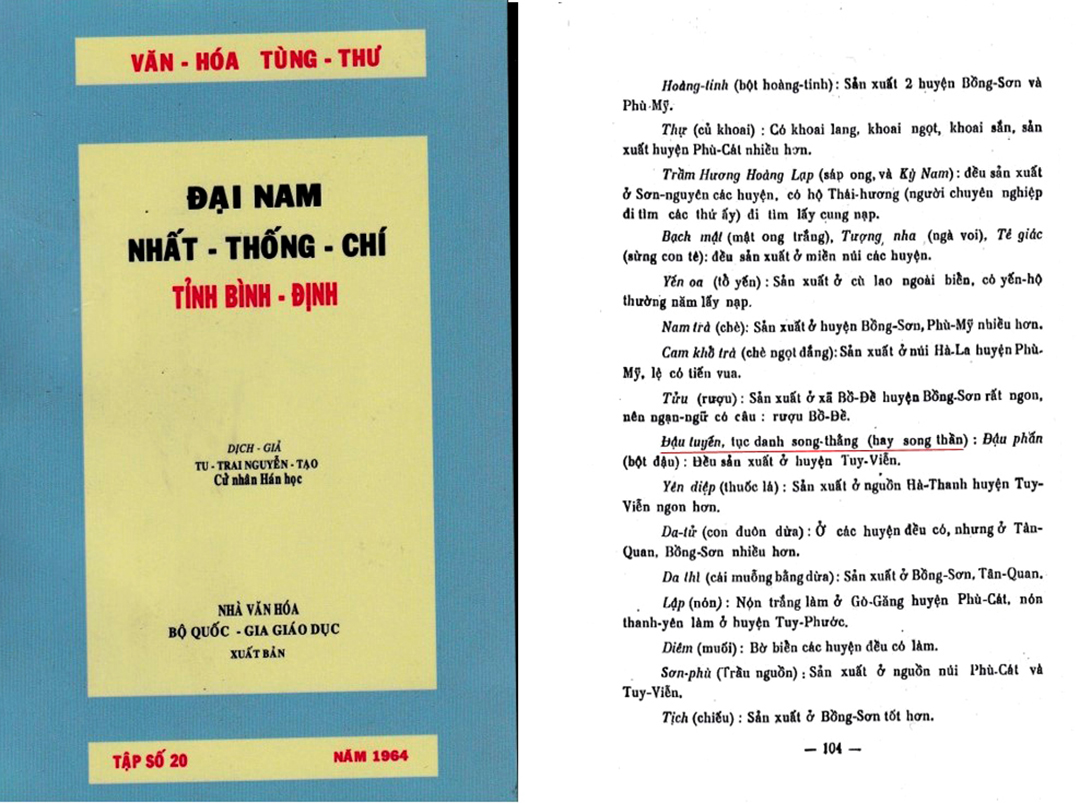 VĂN - HÓA TÙNG - THƯ
ĐẠI NAM
NHẤT - THỐNG - CHÍ
TỈNH BÌNH - ĐỊNH
DỊCH - GIẢ
TU - TRAI NGUYỄN - TẠO
Cử nhân Hán học
NHÀ VĂN HÓA
BỘ QUỐC - GIA GIÁO DỤC
XUẤT BẢN
TẬP SỐ 20
NĂM 1964
Hoàng-tinh (bột hoàng-tinh) : Sản xuất 2 huyện Bồng-Sơn và
Phù-Mỹ.
Thự (củ khoai) : Có khoai lang, khoai ngọt, khoai sắn, sản
xuất huyện Phù-Cát nhiều hơn.
Trầm Hương Hoàng Lạp (sáp ong, và Kỳ Nam) : đều sản xuất
ở Sơn-nguyên các huyện, có hộ Thái-hương (người chuyên nghiệp
đi tìm các thứ ấy) đi tìm lấy cung nạp.
Bạch mật (mật ong trắng), Tượng nha (ngà voi), Tê giác
(sừng con tê): đều sản xuất ở miền núi các huyện.
Yến oa (tổ yến) : Sản xuất ở cù lao ngoài biển, có yến-hộ
thường năm lấy nạp.
Nam trà (chè): Sản xuất ở huyện Bồng-Sơn, Phù-Mỹ nhiều hơn.
Cam khổ trà (chè ngọt đắng): Sản xuất ở núi Hà-La huyện Phù-
Mỹ, lệ có tiến vua.
Tửu (rượu) : Sản xuất ở xã Bồ-Đề huyện Bồng-Sơn rất ngon,
nên ngạn-ngữ có câu : rượu Bồ-Đề.
Đậu tuyến, tục danh song-thằng (hay song thần) : Đậu phấn
(bột đậu) : Đều sản xuất ở huyện Tuy-Viễn.
Yên diệp (thuốc lá) : Sản xuất ở nguồn Hà-Thanh huyện Tuy-
Viễn ngon hơn.
Da-tử (con đuôn dừa) : Ở các huyện đều có, nhưng ở Tân-
Quan, Bồng-Sơn nhiều hơn.
Da thi (cái muỗng bằng dừa) : Sản xuất ở Bồng-Sơn, Tân-Quan.
Lạp (nón) : Nón trắng làm ở Gò-Găng huyện Phù-Cát, nón
thanh-yên làm ở huyện Tuy-Phước.
Diêm (muối) : Bờ biển các huyện đều có làm.
Sơn-phù (Trầu nguồn) : Sản xuất ở nguồn núi Phù-Cát và
Tuy-Viễn.
Tịch (chiếu) : Sản xuất ở Bồng-Sơn tốt hơn.
— 104 —